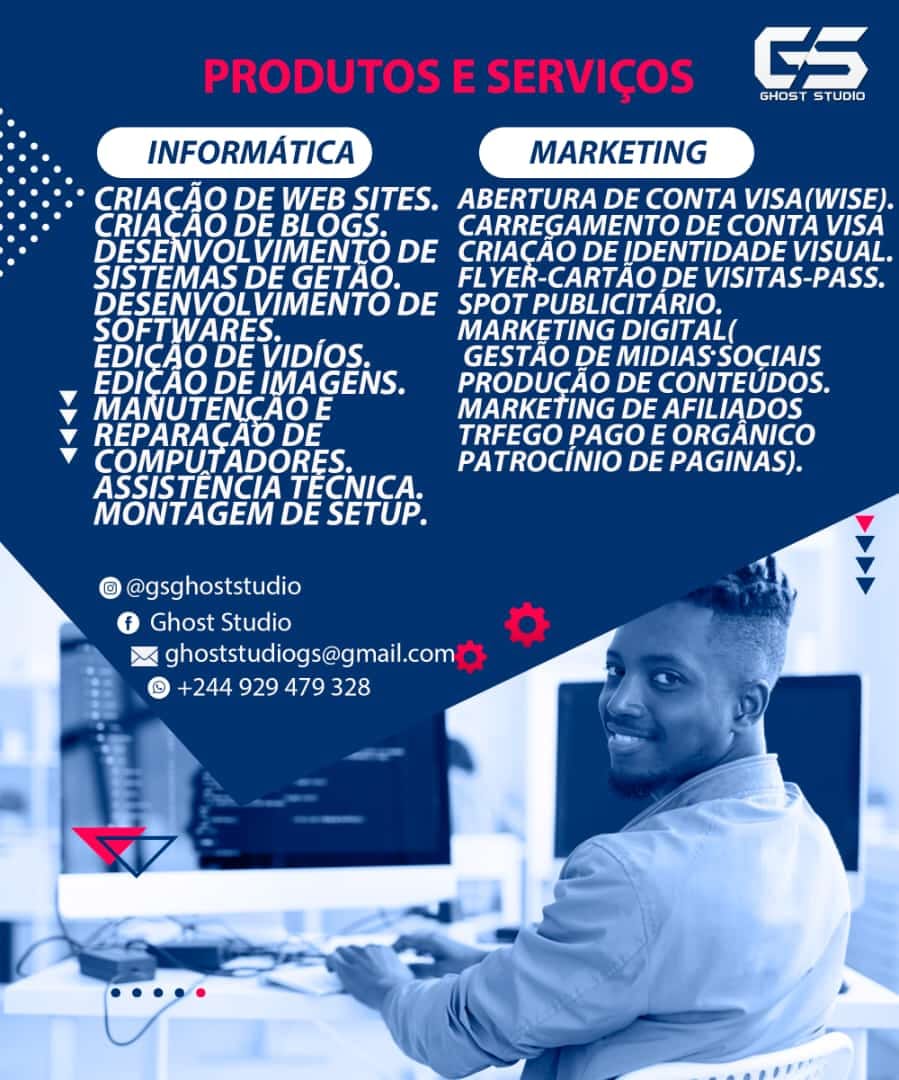 GS
GHOST STUDIO
PRODUTOS E SERVIÇOS
INFORMÁTICA
CRIAÇÃO DE WEB SITES.
CRIAÇÃO DE BLOGS.
DESENVOLVIMENTO DE
SISTEMAS DE GETÃO.
DESENVOLVIMENTO DE
SOFTWARES.
EDIÇÃO DE VIDÍOS.
EDIÇÃO DE IMAGENS.
MANUTENÇÃO E
REPARAÇÃO DE
COMPUTADORES.
ASSISTÊNCIA TÉCNICA.
MONTAGEM DE SETUP.
MARKETING
ABERTURA DE CONTA VISA(WISE).
CARREGAMENTO DE CONTA VISA
CRIAÇÃO DE IDENTIDADE VISUAL.
FLYER-CARTÃO DE VISITAS-PASS.
SPOT PUBLICITÁRIO.
MARKETING DIGITAL(
GESTÃO DE MIDIAS SOCIAIS
PRODUÇÃO DE CONTEÚDOS.
MARKETING DE AFILIADOS
TRFEGO PAGO E ORGÂNICO
PATROCÍNIO DE PAGINAS).
@gsghoststudio
Ghost Studio
ghoststudiogs@gmail.com
+244 929 479 328